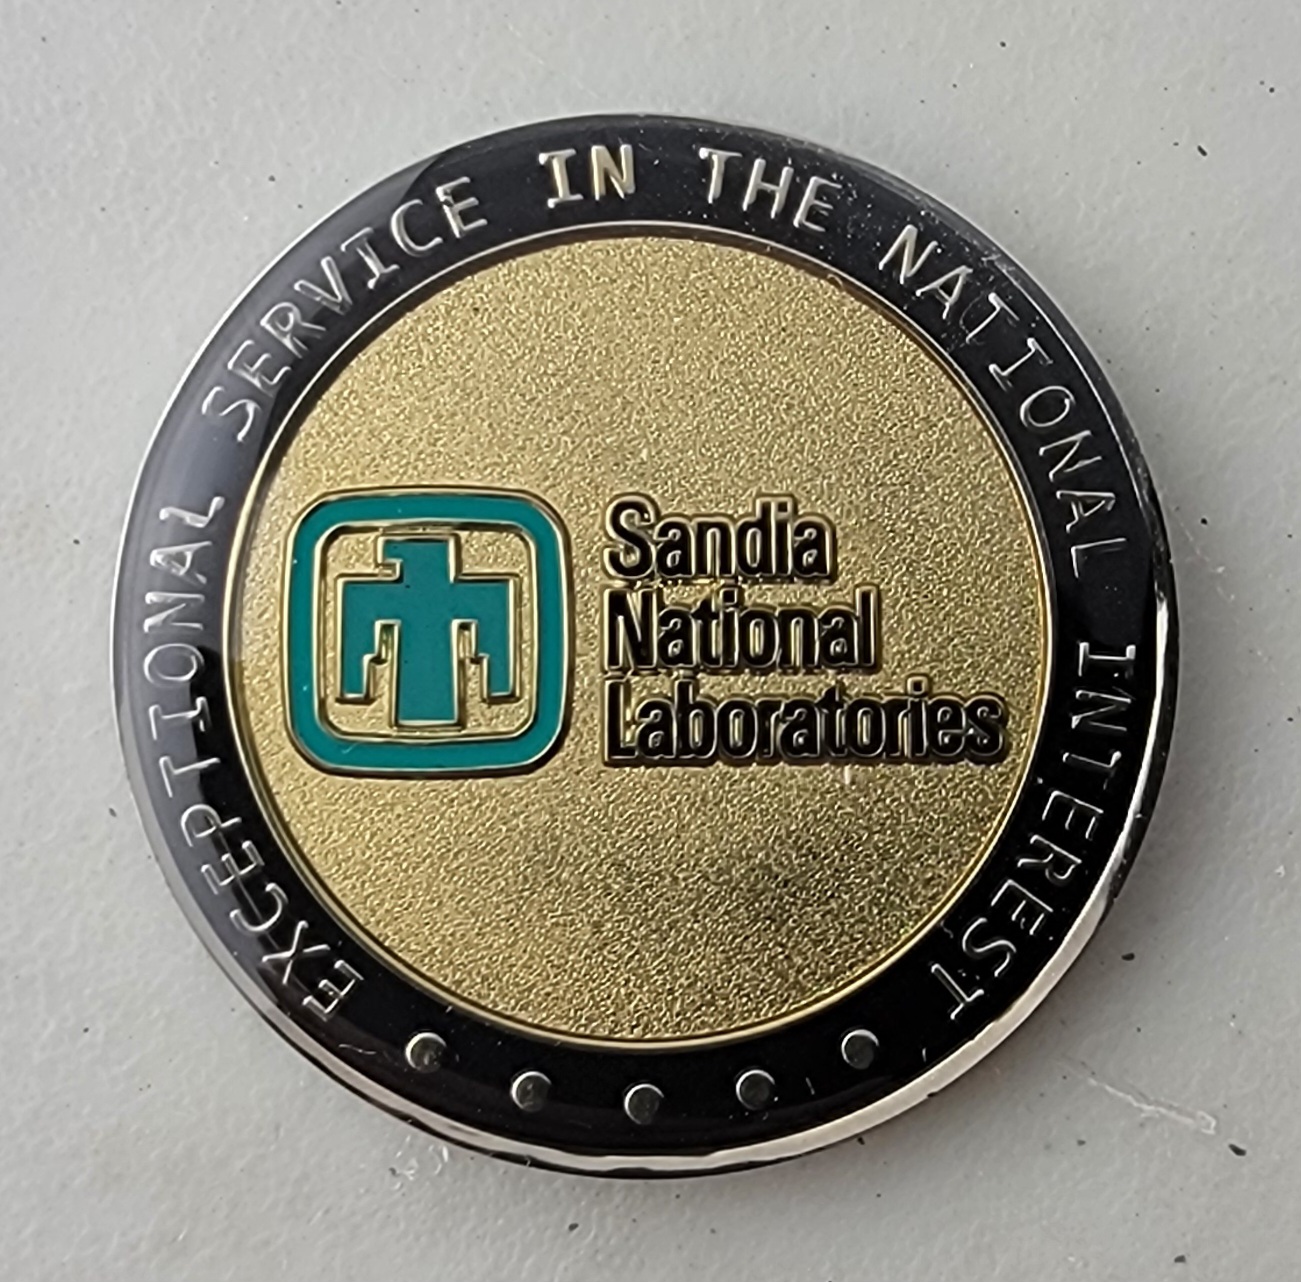 EXCEPTIONAL SERVICE IN THE NATIONAL INTEREST
Sandia
National
Laboratories